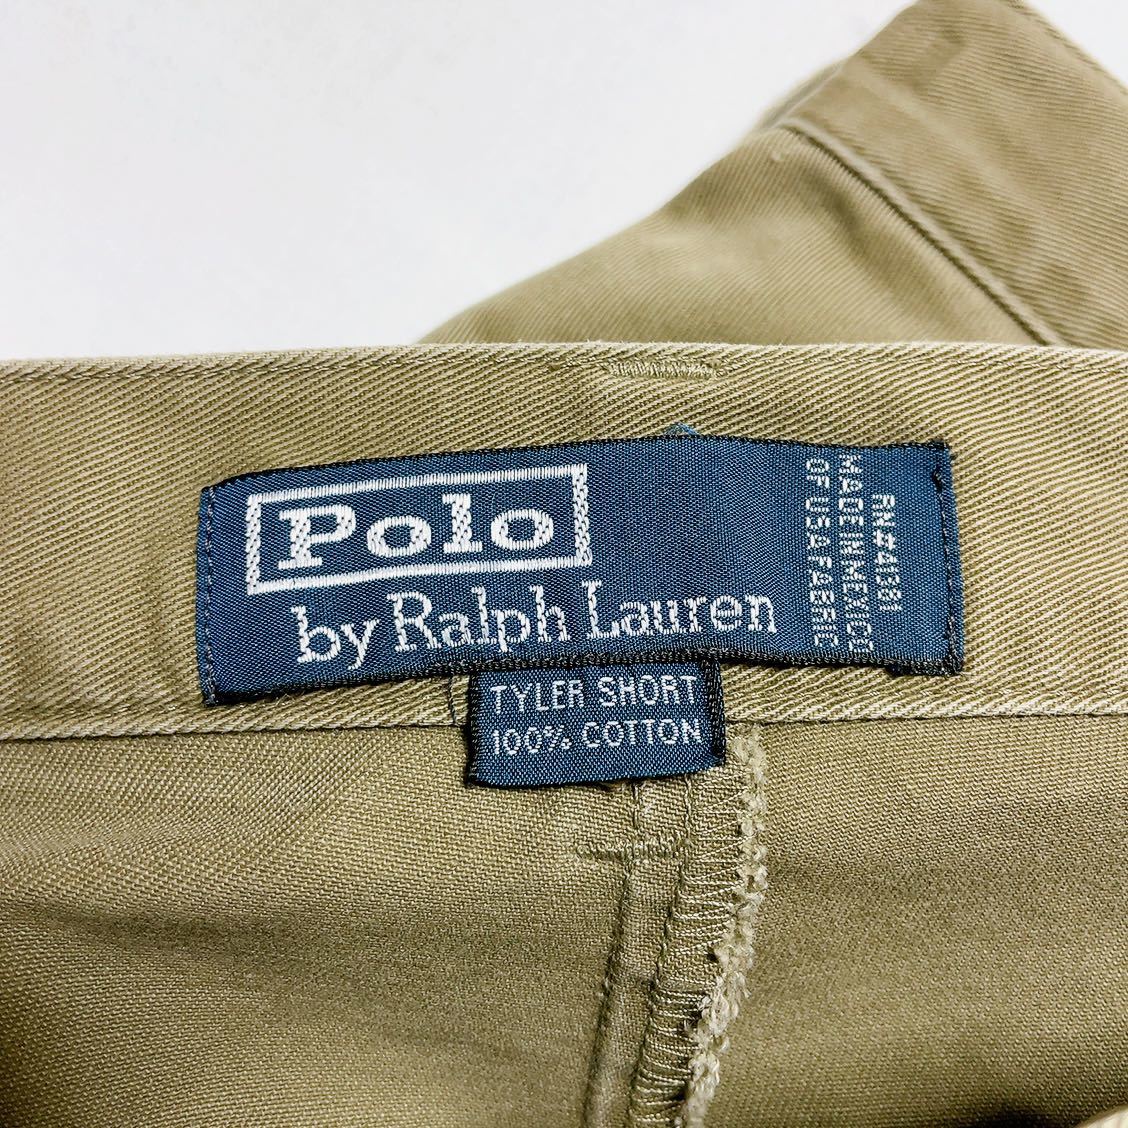 Polo
by Ralph Lauren
RN#41381
MADE IN MEXICO
OF USA FABRIC
TYLER SHORT
100% COTTON